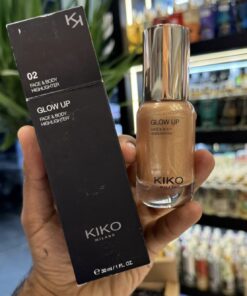 02
FACE & BODY
HIGHLIGHTER
GLOW UP
FACE & BODY
HIGHLIGHTER
KIKO
MILANO
30 ml / 1 FL. OZ.
GLOW UP
FACE & BODY
HIGHLIGHTER
KIKO
MILANO